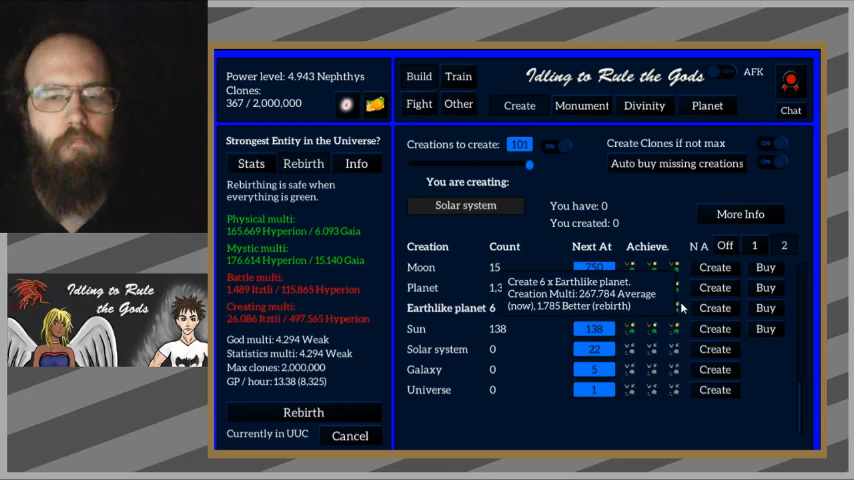 Power level: 4.943 Nephthys
Clones:
367 / 2,000,000
Build
Train
Fight
Other
Idling to Rule the Gods
OFF
AFK
Create
Monument
Divinity
Planet
Chat
Strongest Entity in the Universe?
Stats
Rebirth
Info
Rebirthing is safe when
everything is green.
Physical multi:
165.669 Hyperion / 6.093 Gaia
Mystic multi:
176.614 Hyperion / 15.140 Gaia
Battle multi:
1.489 Itztli / 115.865 Hyperion
Creating multi:
26.086 Itztli / 497.565 Hyperion
God multi: 4.294 Weak
Statistics multi: 4.294 Weak
Max clones: 2,000,000
GP / hour: 13.38 (8,325)
Rebirth
Currently in UUC
Cancel
Creations to create:
101
ON
Create Clones if not max
ON
Auto buy missing creations
ON
You are creating:
Solar system
You have: 0
You created: 0
More Info
Creation
Count
Next At
Achieve.
N A
Off
1
2
Moon
15
750
Create
Buy
Planet
1,3
Create
Buy
Earthlike planet
6
Create
Buy
Create 6 x Earthlike planet.
Creation Multi: 267.784 Average
(now), 1.785 Better (rebirth)
Sun
138
138
Create
Buy
Solar system
0
22
Create
Galaxy
0
5
Create
Universe
0
1
Create
Idling to Rule
the Gods